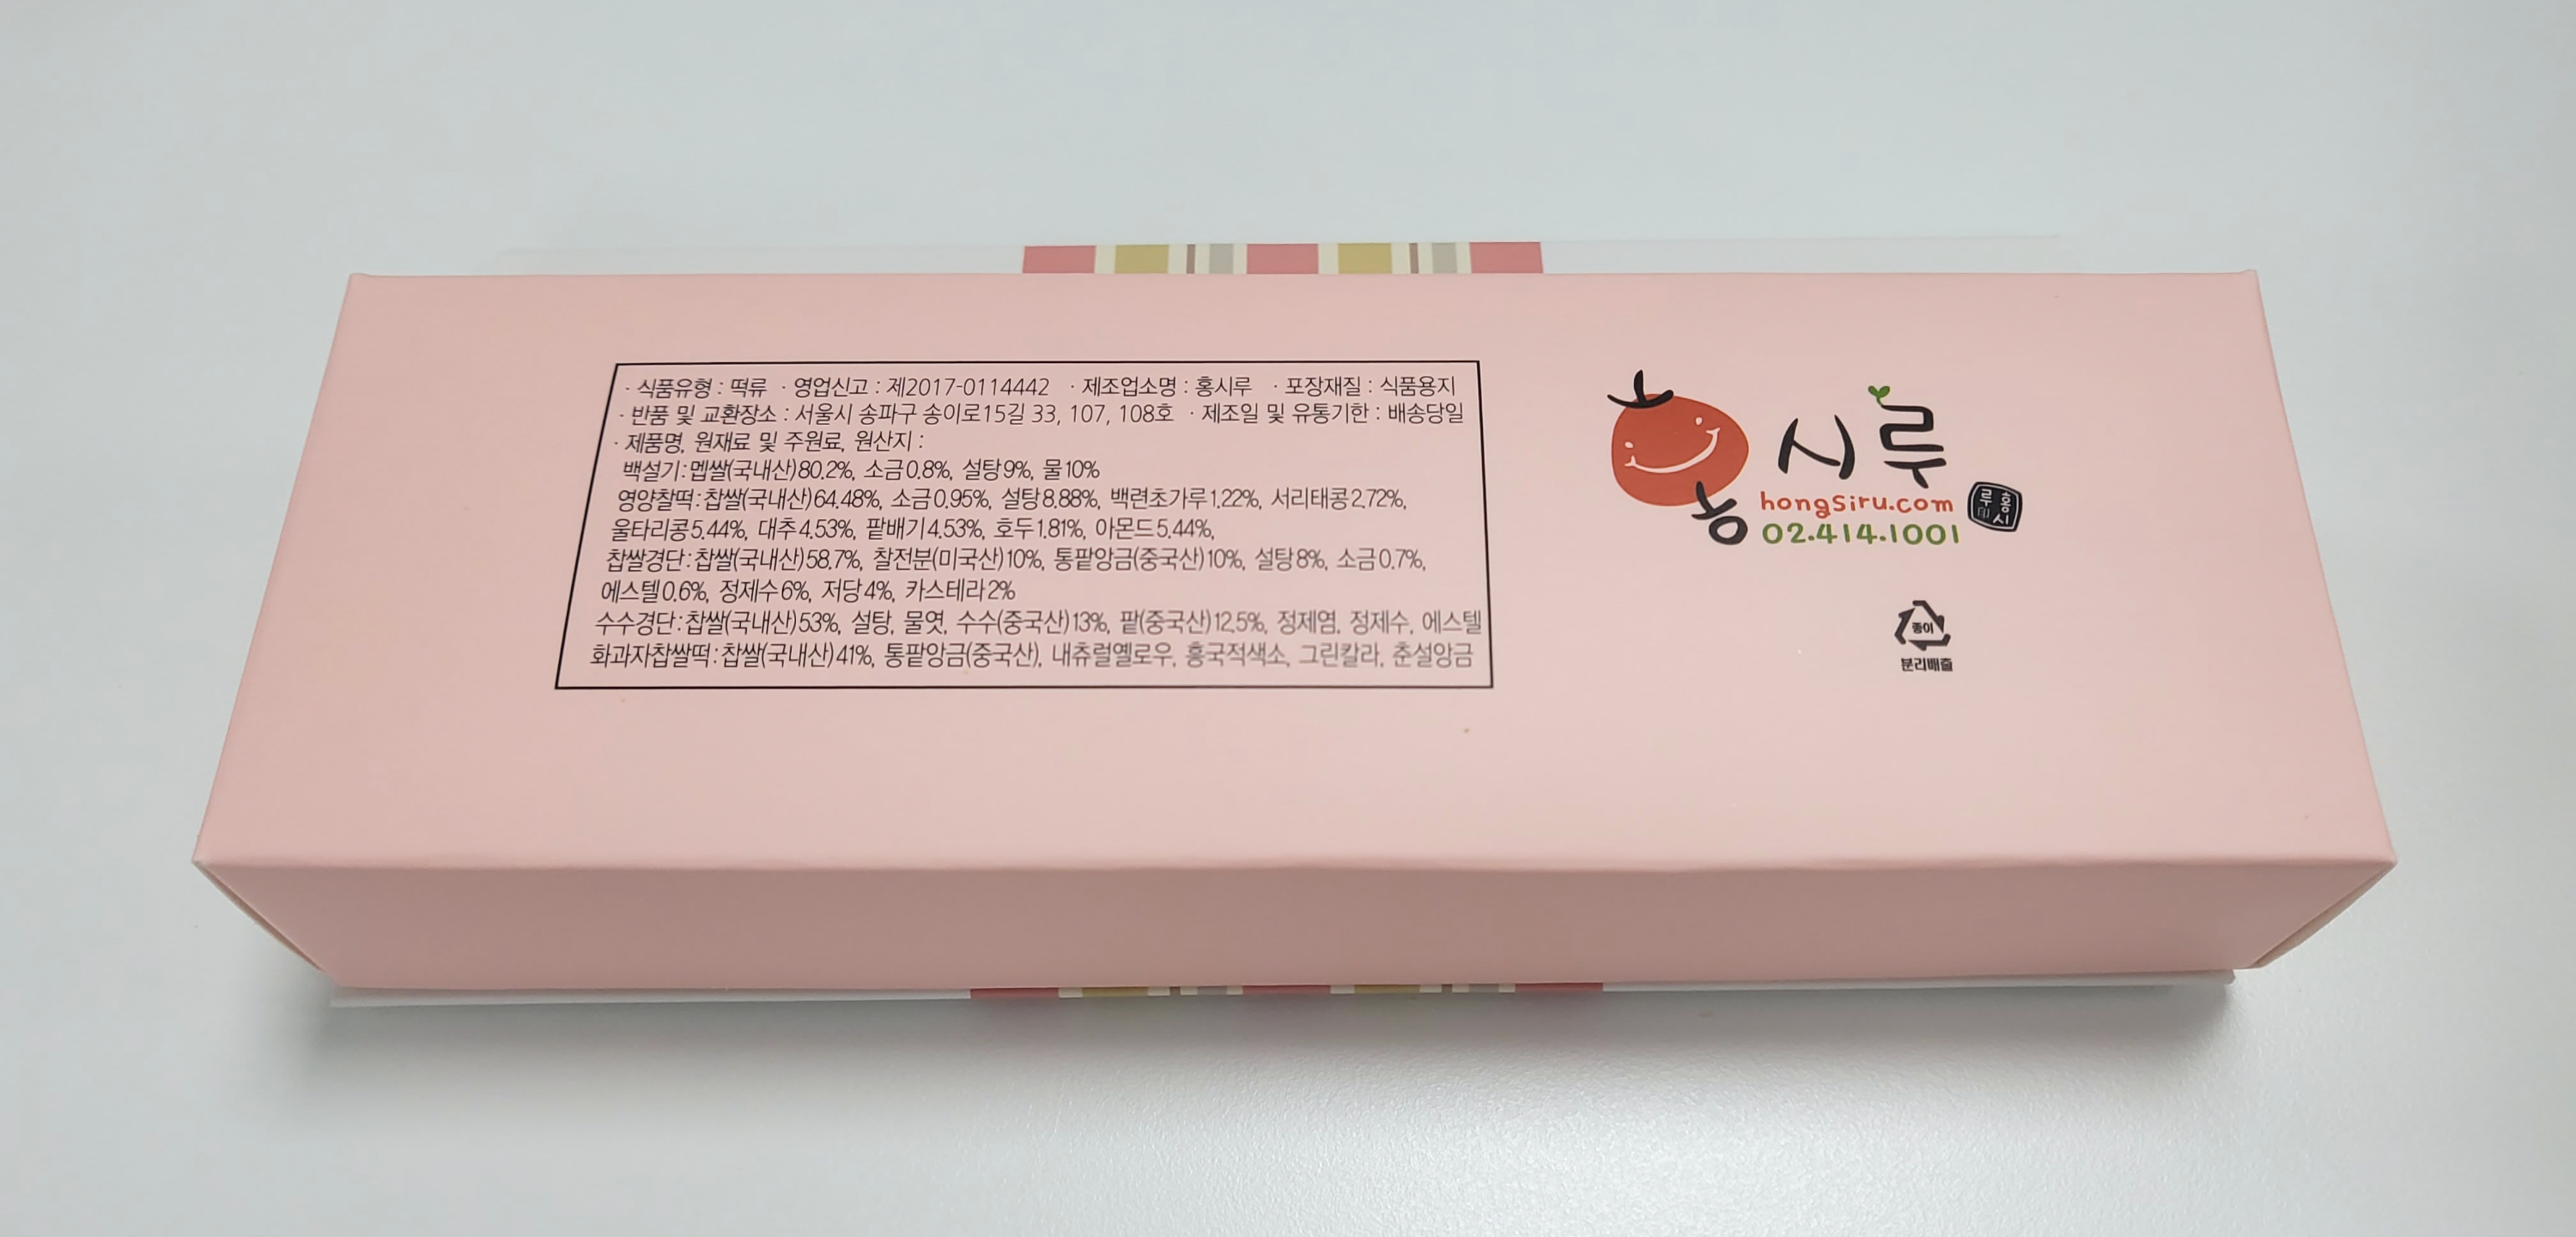 · 식품유형 : 떡류 · 영업신고 : 제2017-0114442 · 제조업소명 : 홍시루 · 포장재질 : 식품용지
· 반품 및 교환장소 : 서울시 송파구 송이로15길 33, 107, 108호 · 제조일 및 유통기한 : 배송당일
· 제품명, 원재료 및 주원료, 원산지 :
백설기:멥쌀(국내산)80.2%, 소금0.8%, 설탕9%, 물10%
영양찰떡:찹쌀(국내산)64.48%, 소금0.95%, 설탕8.88%, 백련초가루1.22%, 서리태콩2.72%,
울타리콩5.44%, 대추4.53%, 팥배기4.53%, 호두1.81%, 아몬드5.44%,
찹쌀경단:찹쌀(국내산)58.7%, 찰전분(미국산)10%, 통팥앙금(중국산)10%, 설탕8%, 소금0.7%,
에스텔0.6%, 정제수6%, 저당4%, 카스테라2%
수수경단:찹쌀(국내산)53%, 설탕, 물엿, 수수(중국산)13%, 팥(중국산)12.5%, 정제염, 정제수, 에스텔
화과자찹쌀떡:찹쌀(국내산)41%, 통팥앙금(중국산), 내츄럴옐로우, 홍국적색소, 그린칼라, 춘설앙금
홍시루
hongsiru.com
02.414.1001
홍시루印
종이
분리배출